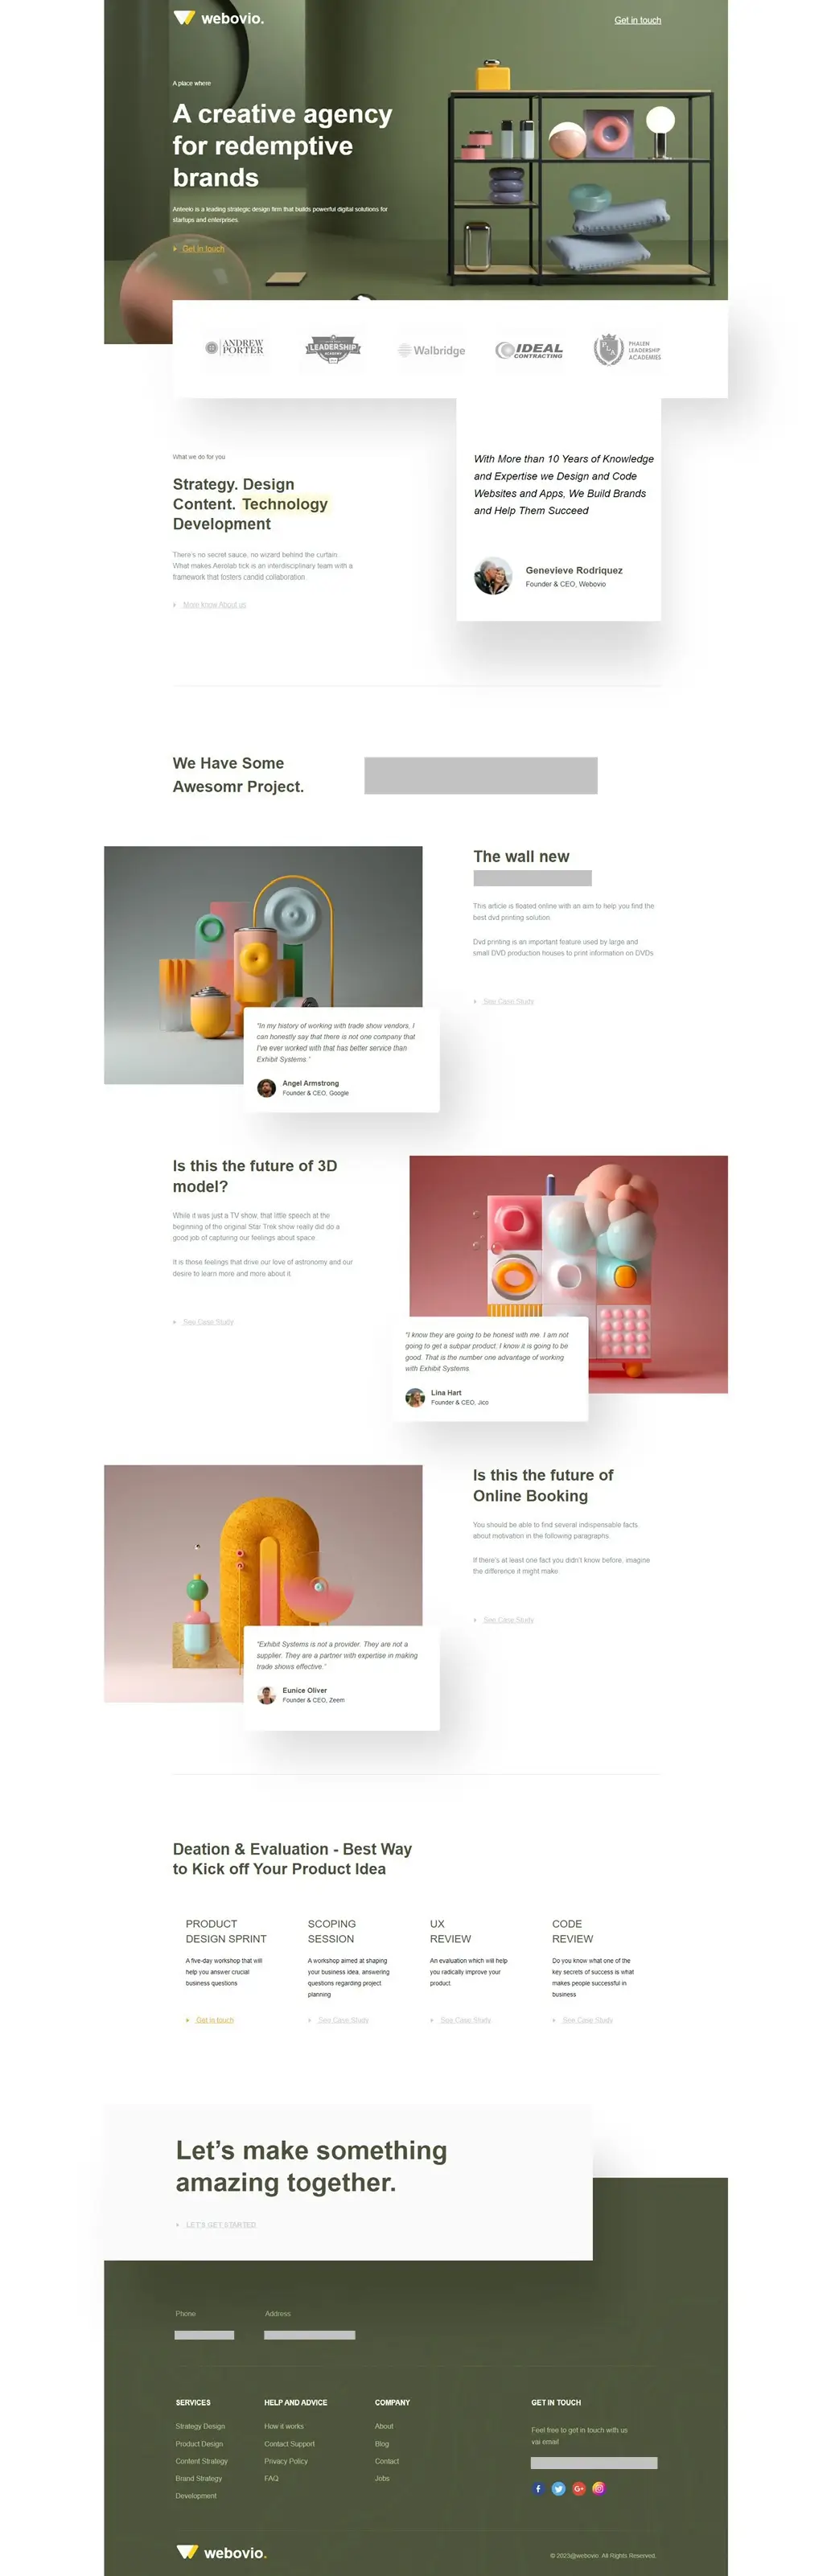 webovio.
Get in touch
A place where
A creative agency
for redemptive
brands
Anteelo is a leading strategic design firm that builds powerful digital solutions for
startups and enterprises.
Get In touch
ANDREW
PORTER
LEADERSHIP
ACADEMY
Walbridge
IDEAL
CONTRACTING
PLA
PHALEN
LEADERSHIP
ACADEMIES
What we do for you
Strategy. Design
Content. Technology
Development
There's no secret sauce, no wizard behind the curtain.
What makes Aerolab tick is an interdisciplinary team with a
framework that fosters candid collaboration
More know About us
With More than 10 Years of Knowledge
and Expertise we Design and Code
Websites and Apps, We Build Brands
and Help Them Succeed
Genevieve Rodriquez
Founder & CEO, Webovio
We Have Some
Awesomr Project.
The wall new
This article is floated online with an aim to help you find the
best dvd printing solution.
Dvd printing is an important feature used by large and
small DVD production houses to print information on DVDs.
See Case Study
"In my history of working with trade show vendors, I
can honestly say that there is not one company that
I've ever worked with that has better service than
Exhibit Systems."
Angel Armstrong
Founder & CEO, Google
Is this the future of 3D
model?
While it was just a TV show, that little speech at the
beginning of the original Star Trek show really did do a
good job of capturing our feelings about space.
It is those feelings that drive our love of astronomy and our
desire to learn more and more about it.
See Case Study
"I know they are going to be honest with me. I am not
going to get a subpar product. I know it is going to be
good. That is the number one advantage of working
with Exhibit Systems.
Lina Hart
Founder & CEO, Jico
Is this the future of
Online Booking
You should be able to find several indispensable facts
about motivation in the following paragraphs.
If there's at least one fact you didn't know before, imagine
the difference it might make.
See Case Study
"Exhibit Systems is not a provider. They are not a
supplier. They are a partner with expertise in making
trade shows effective."
Eunice Oliver
Founder & CEO, Zeem
Deation & Evaluation - Best Way
to Kick off Your Product Idea
PRODUCT
DESIGN SPRINT
A five-day workshop that will
help you answer crucial
business questions
Get in touch
SCOPING
SESSION
A workshop aimed at shaping
your business idea, answering
questions regarding project
planning
See Case Study
UX
REVIEW
An evaluation which will help
you radically improve your
product
See Case Study
CODE
REVIEW
Do you know what one of the
key secrets of success is what
makes people successful in
business
See Case Study
Let's make something
amazing together.
LET'S GET STARTED
Phone
Address
SERVICES
Strategy Design
Product Design
Content Strategy
Brand Strategy
Development
HELP AND ADVICE
How it works
Contact Support
Privacy Policy
FAQ
COMPANY
About
Blog
Contact
Jobs
GET IN TOUCH
Feel free to get in touch with us
vai email
webovio.
© 2023@webovio. All Rights Reserved.